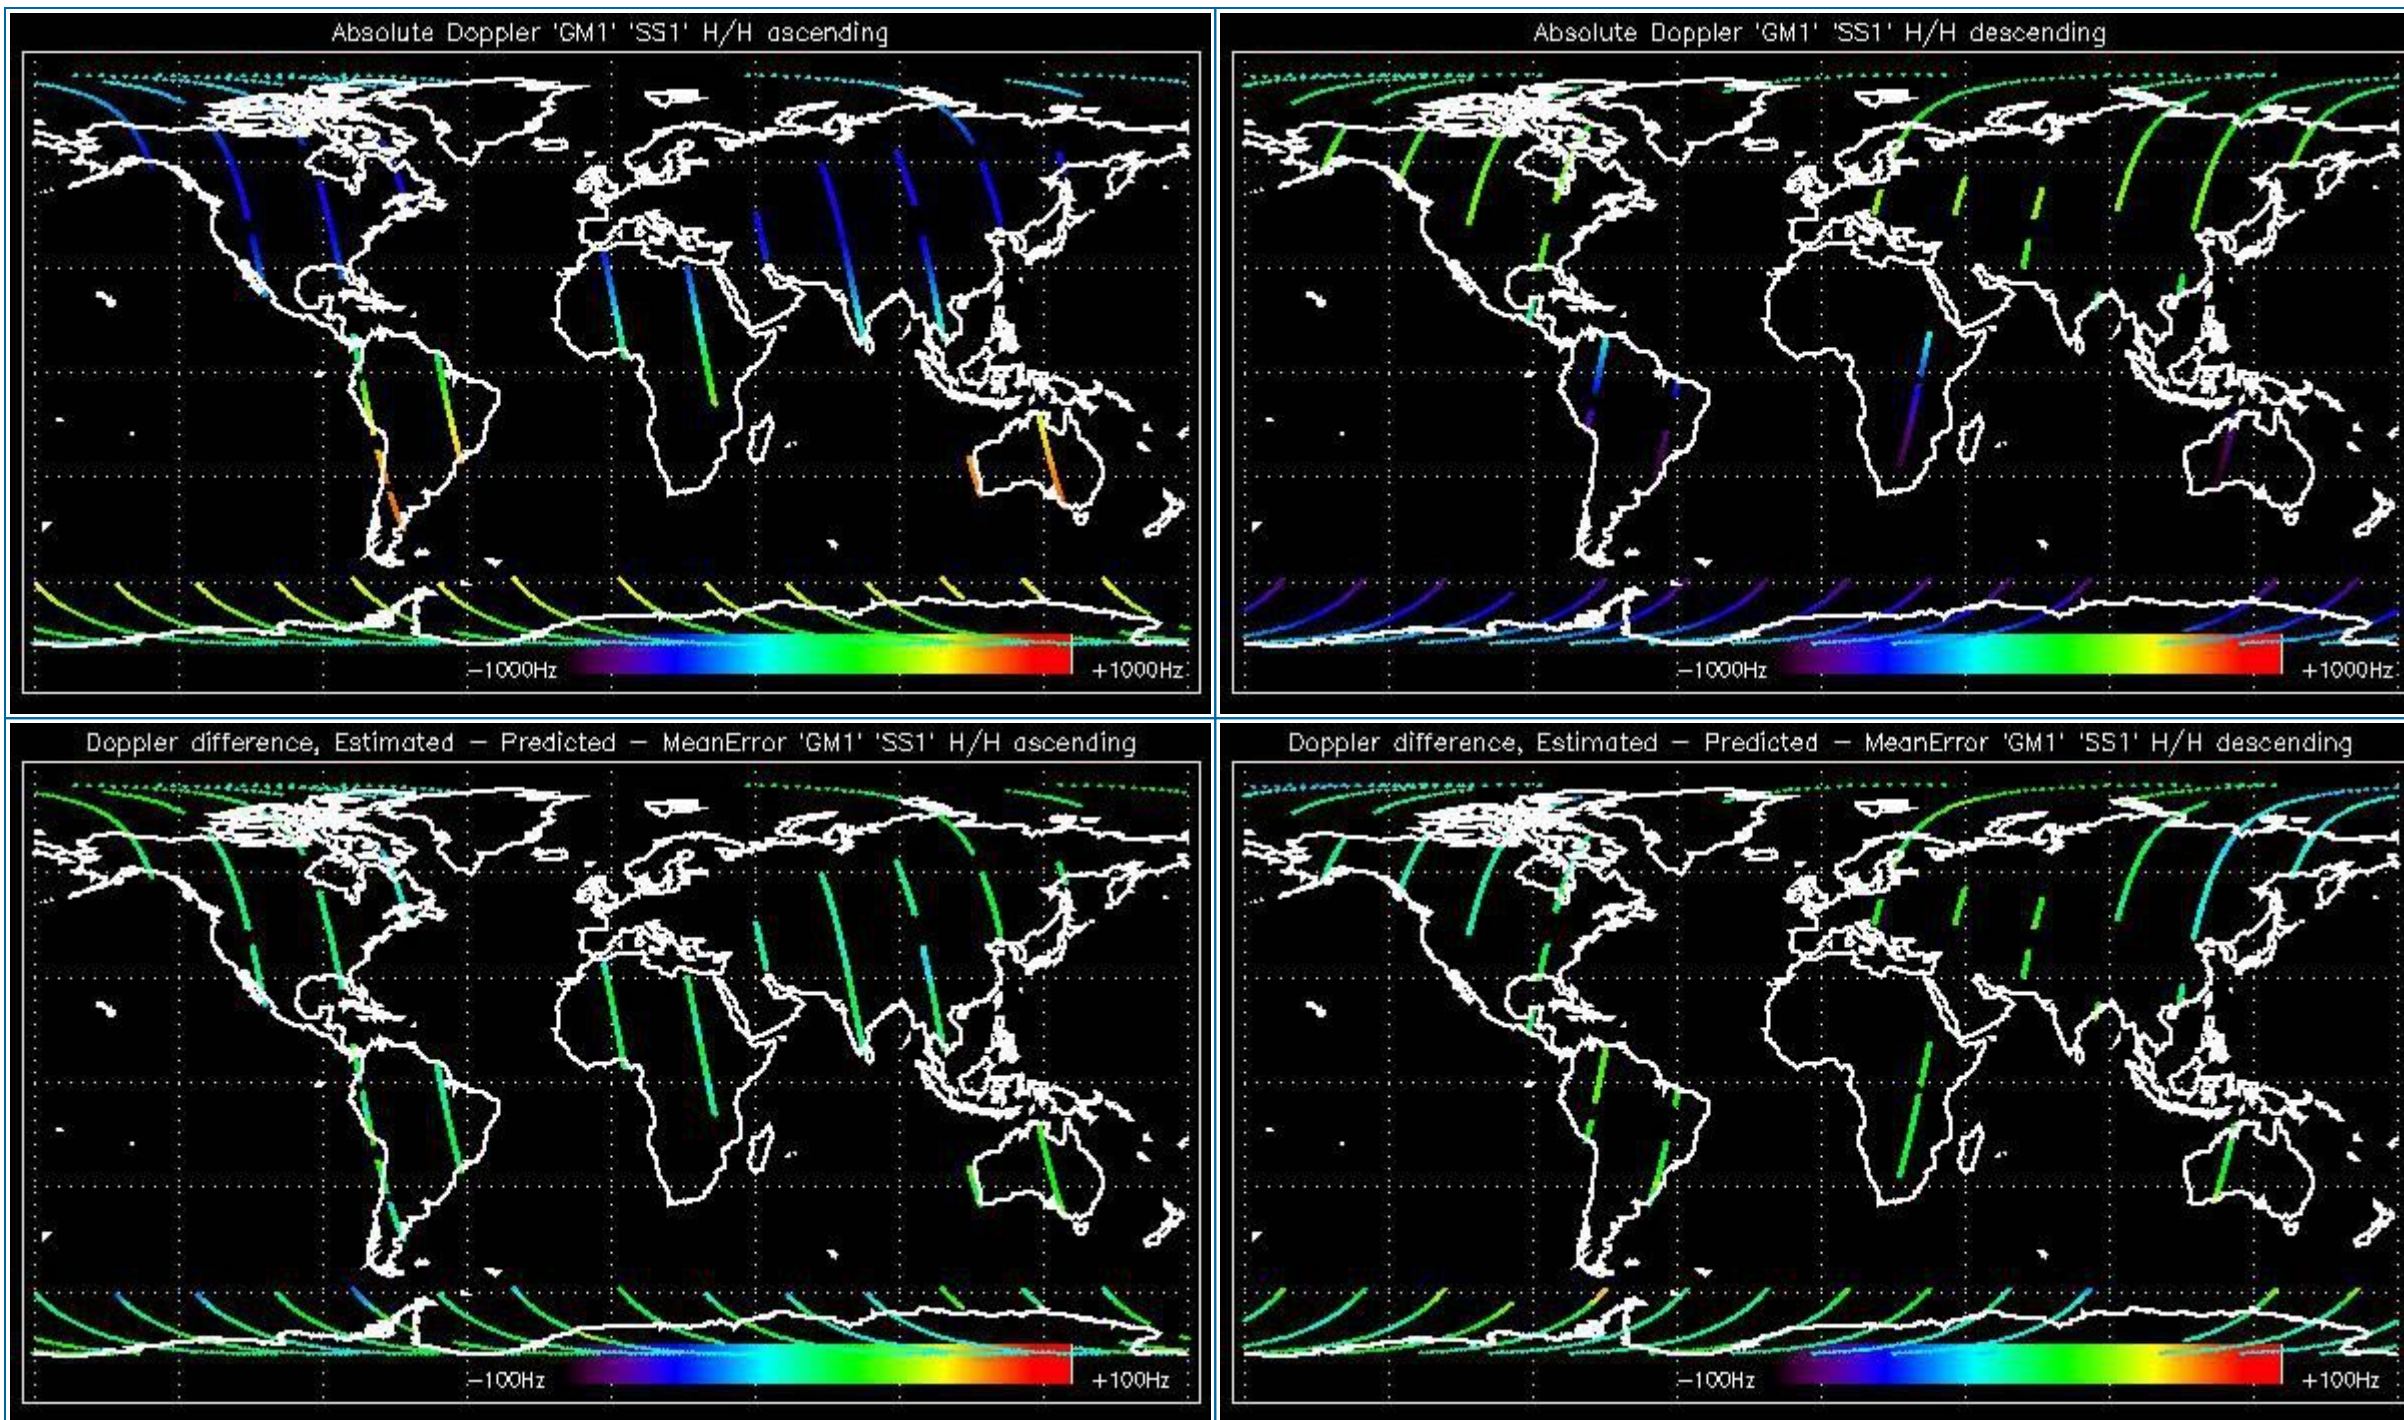 Absolute Doppler 'GM1' 'SS1' H/H ascending
-1000Hz
+1000Hz
Absolute Doppler 'GM1' 'SS1' H/H descending
-1000Hz
+1000Hz
Doppler difference, Estimated - Predicted - MeanError 'GM1' 'SS1' H/H ascending
-100Hz
+100Hz
Doppler difference, Estimated - Predicted - MeanError 'GM1' 'SS1' H/H descending
-100Hz
+100Hz